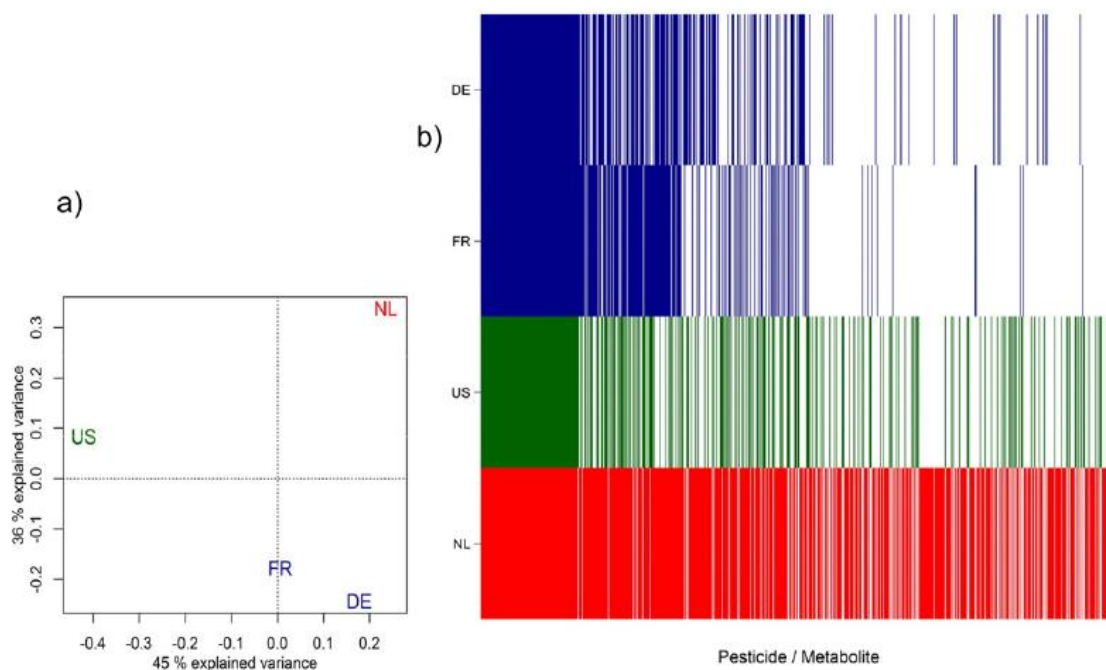 a)
36 % explained variance
0.3
0.2
0.1
0.0
-0.1
-0.2
NL
US
FR
DE
-0.4 -0.3 -0.2 -0.1 0.0 0.1 0.2
45 % explained variance
b)
DE
FR
US
NL
Pesticide / Metabolite